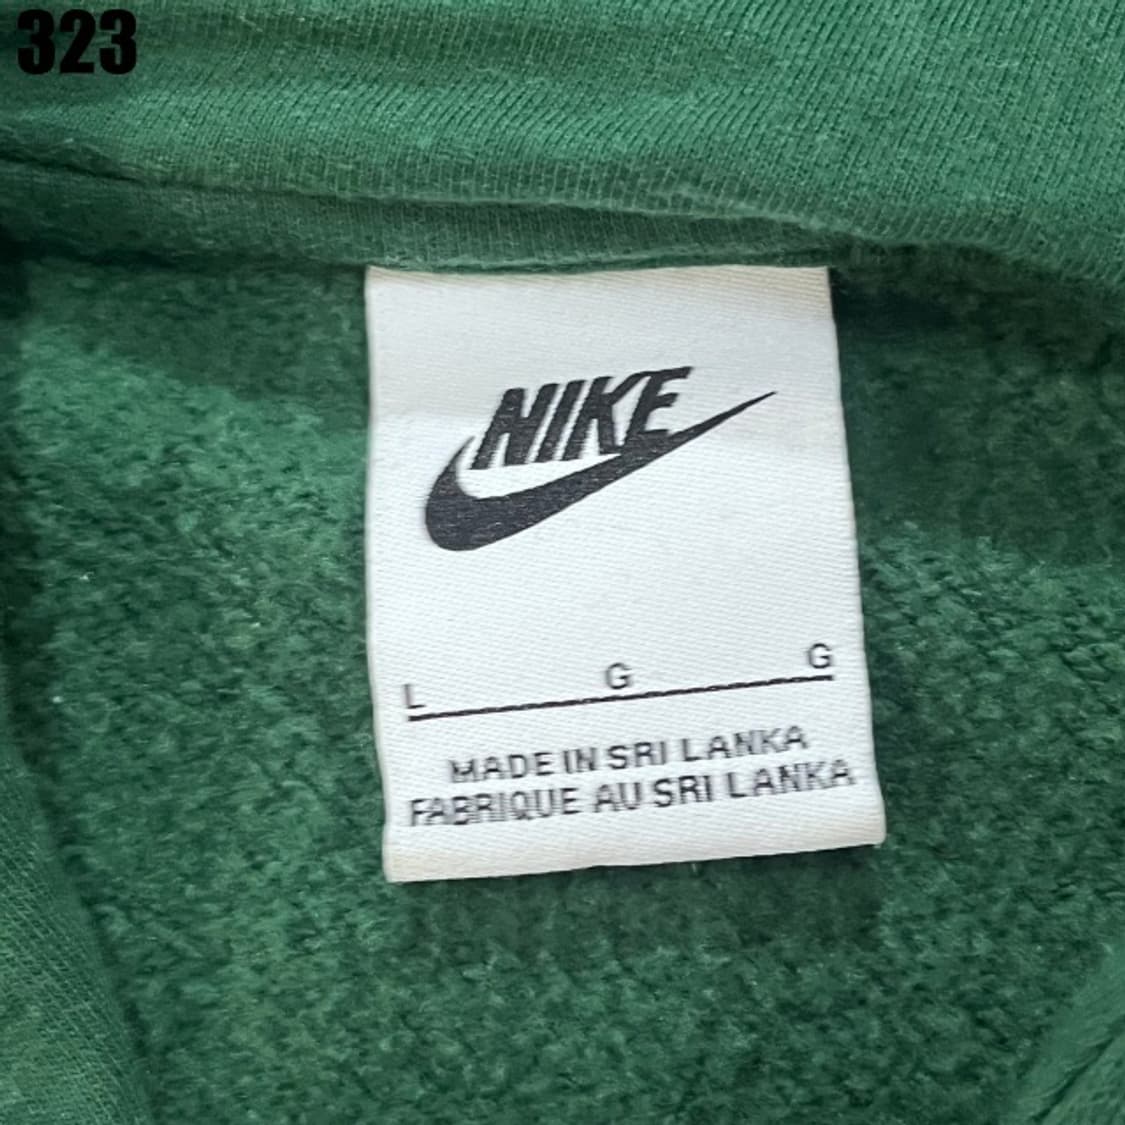 323
NIKE
L G G
MADE IN SRI LANKA
FABRIQUE AU SRI LANKA